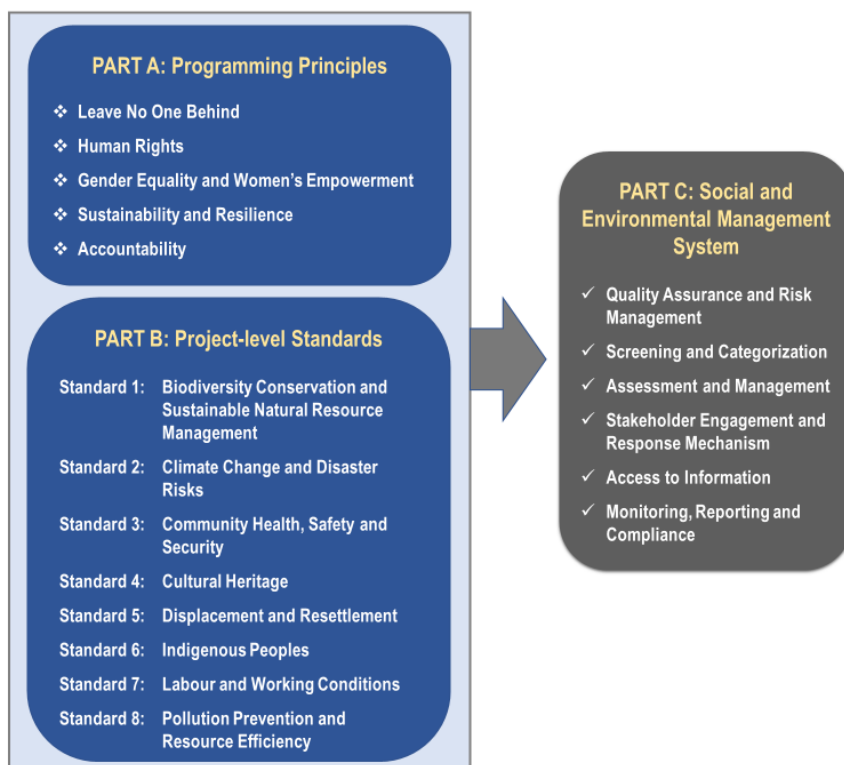 PART A: Programming Principles
❖ Leave No One Behind
❖ Human Rights
❖ Gender Equality and Women's Empowerment
❖ Sustainability and Resilience
❖ Accountability
PART B: Project-level Standards
Standard 1: Biodiversity Conservation and
Sustainable Natural Resource
Management
Standard 2: Climate Change and Disaster
Risks
Standard 3: Community Health, Safety and
Security
Standard 4: Cultural Heritage
Standard 5: Displacement and Resettlement
Standard 6: Indigenous Peoples
Standard 7: Labour and Working Conditions
Standard 8: Pollution Prevention and
Resource Efficiency
PART C: Social and
Environmental Management
System
✓ Quality Assurance and Risk
Management
✓ Screening and Categorization
✓ Assessment and Management
✓ Stakeholder Engagement and
Response Mechanism
✓ Access to Information
✓ Monitoring, Reporting and
Compliance